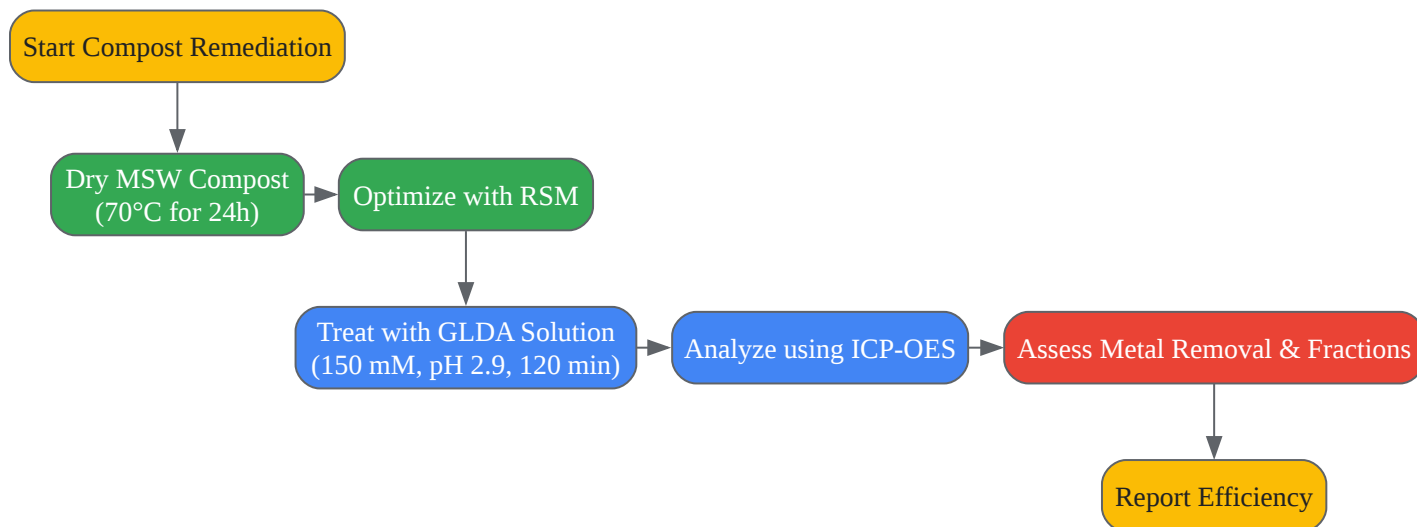 Start Compost Remediation
Dry MSW Compost
(70°C for 24h)
Optimize with RSM
Treat with GLDA Solution
(150 mM, pH 2.9, 120 min)
Analyze using ICP-OES
Assess Metal Removal & Fractions
Report Efficiency